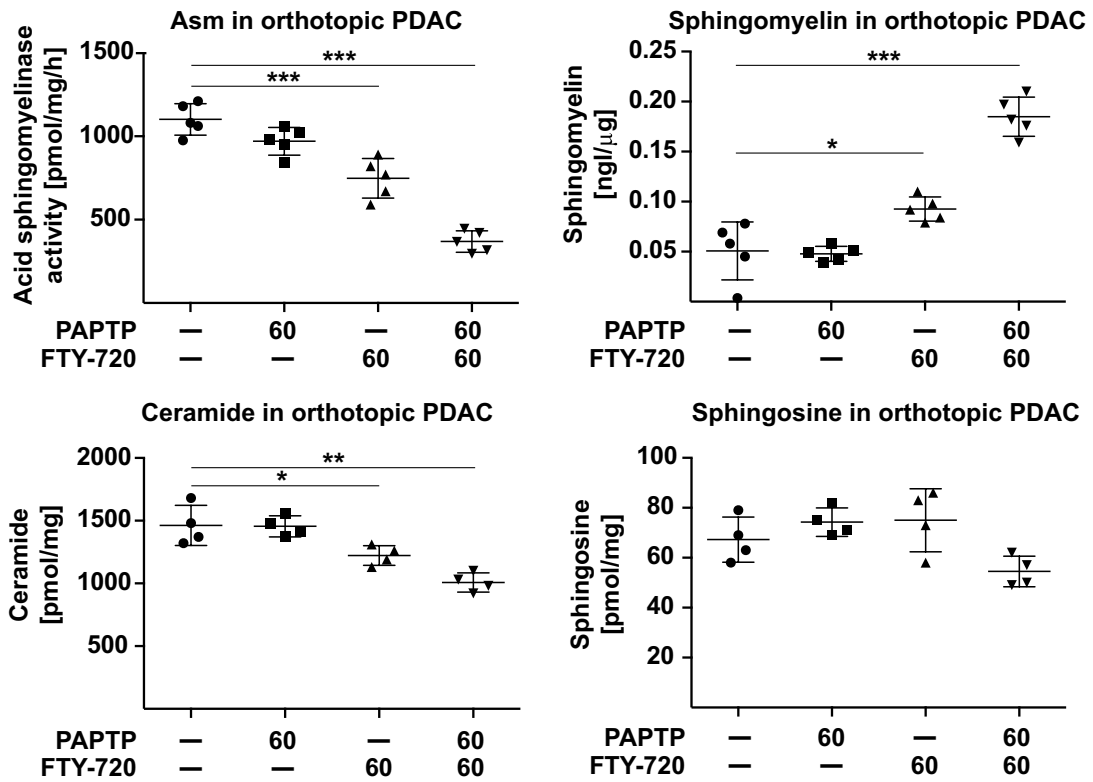 Asm in orthotopic PDAC
Acid sphingomyelinase
activity [pmol/mg/h]
1500
1000
500
***
***
PAPTP — 60 — 60
FTY-720 — — 60 60
Sphingomyelin in orthotopic PDAC
Sphingomyelin
[ngl/μg]
0.25
0.20
0.15
0.10
0.05
***
*
PAPTP — 60 — 60
FTY-720 — — 60 60
Ceramide in orthotopic PDAC
Ceramide
[pmol/mg]
2000
1500
1000
500
**
*
PAPTP — 60 — 60
FTY-720 — — 60 60
Sphingosine in orthotopic PDAC
Sphingosine
[pmol/mg]
100
80
60
40
20
PAPTP — 60 — 60
FTY-720 — — 60 60